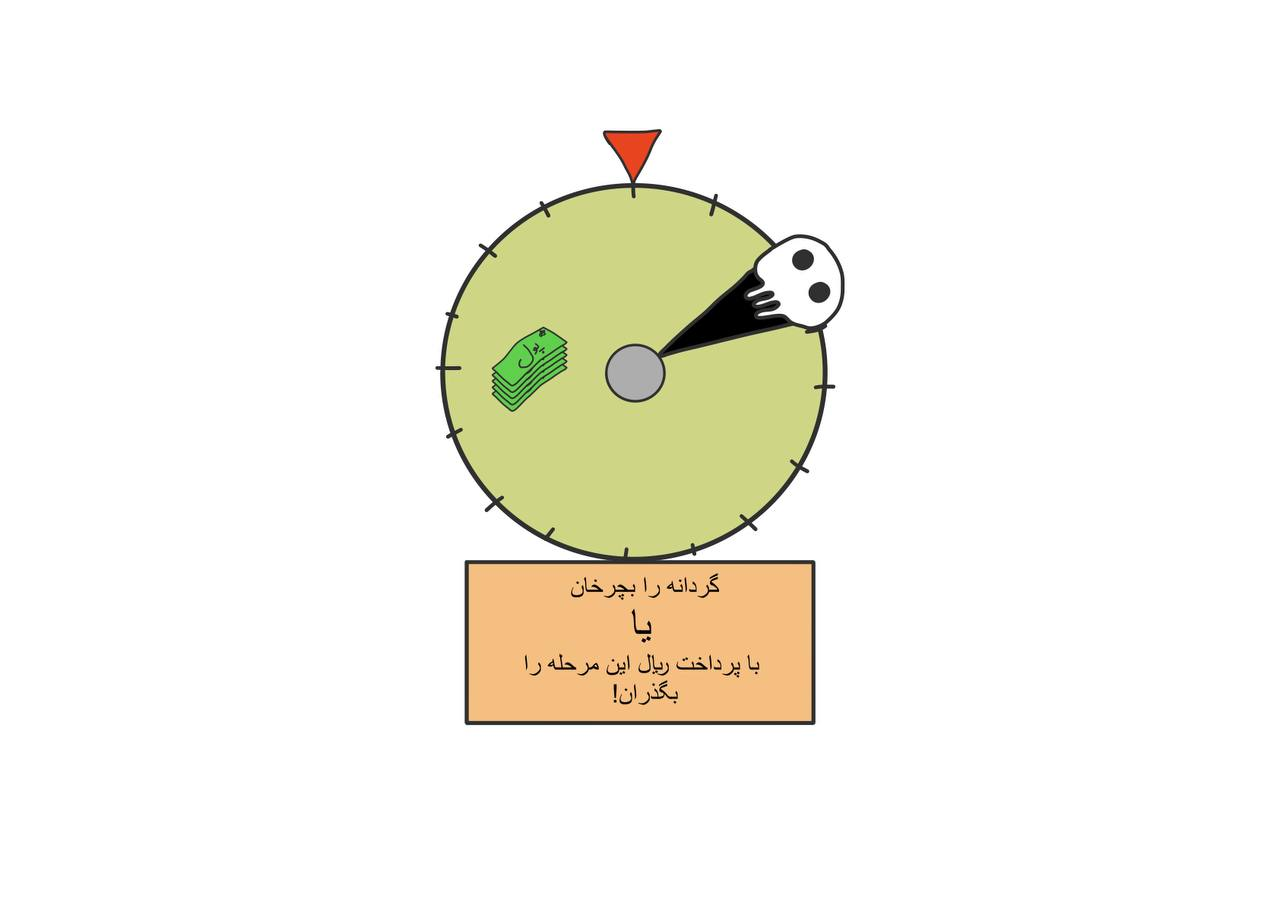 پول
گردانه را بچرخان
یا
با پرداخت ریال این مرحله را
بگذران!